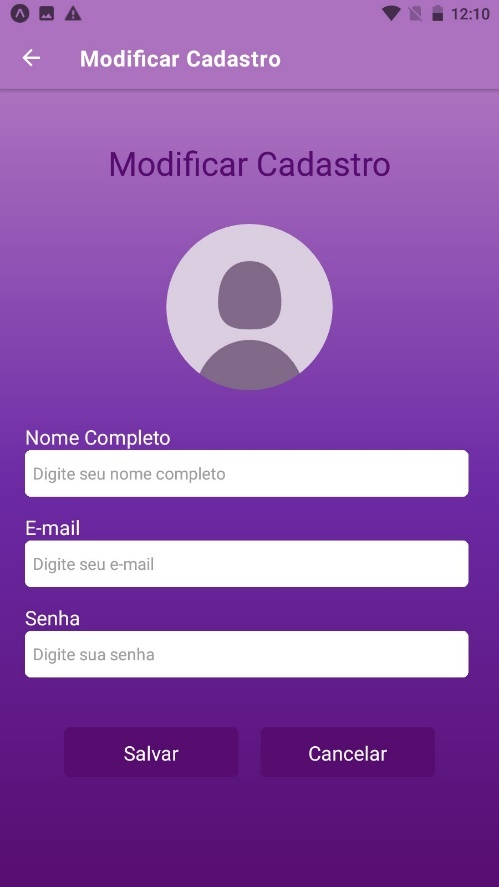 12:10
Modificar Cadastro
Modificar Cadastro
Nome Completo
Digite seu nome completo
E-mail
Digite seu e-mail
Senha
Digite sua senha
Salvar
Cancelar